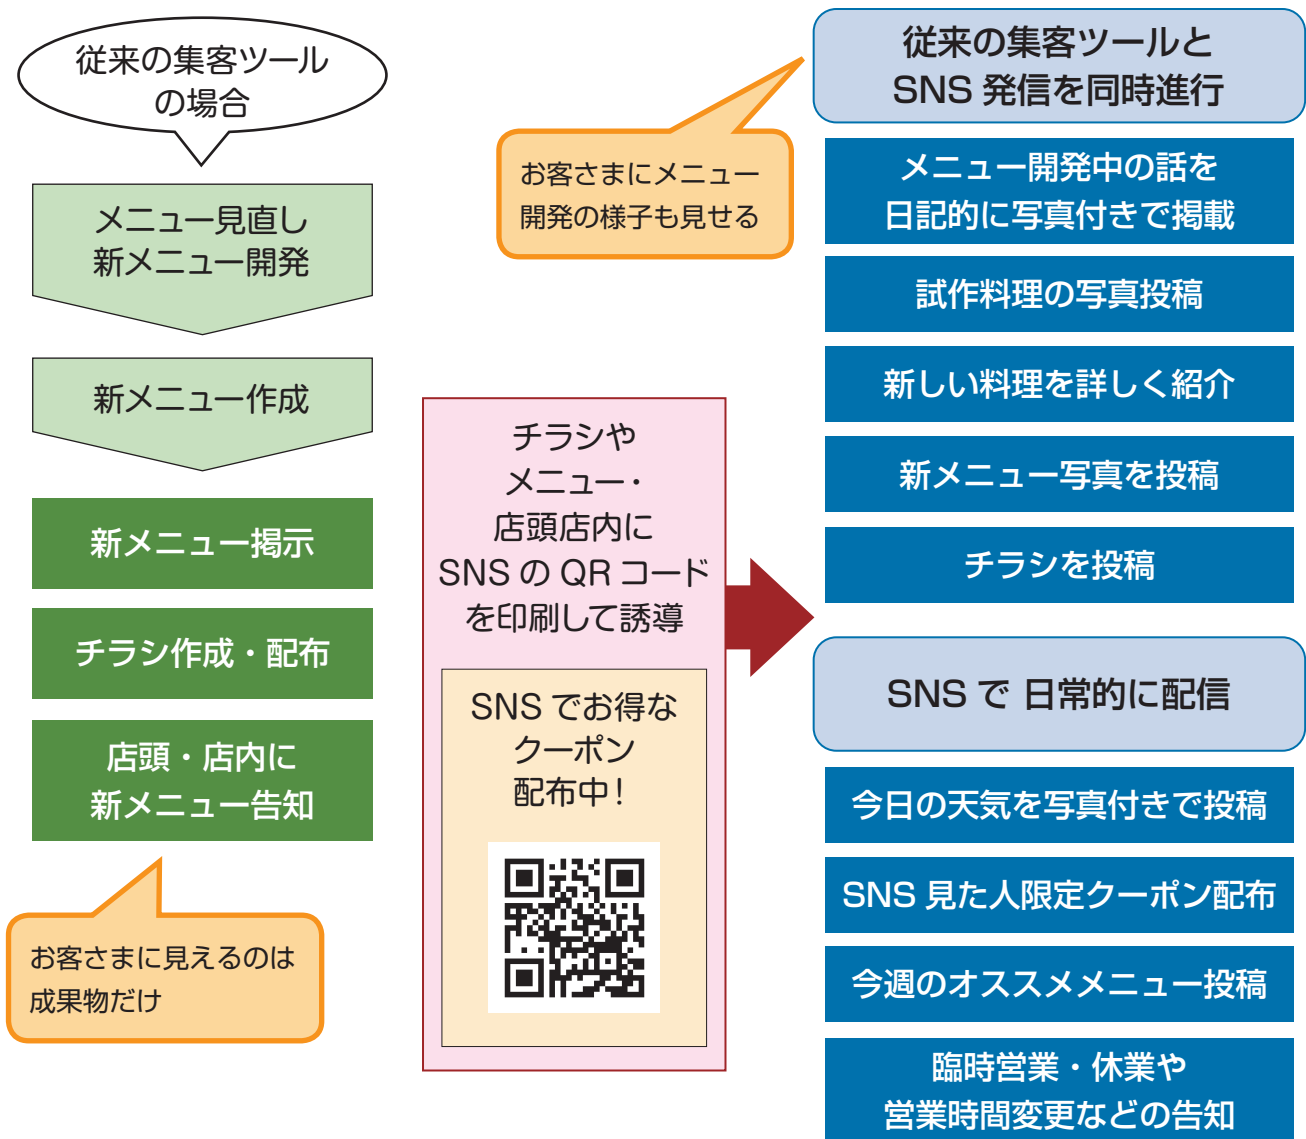 従来の集客ツール
の場合
メニュー見直し
新メニュー開発
新メニュー作成
新メニュー掲示
チラシ作成・配布
店頭・店内に
新メニュー告知
お客さまに見えるのは
成果物だけ
チラシや
メニュー・
店頭店内に
SNS の QR コード
を印刷して誘導
SNS でお得な
クーポン
配布中！
お客さまにメニュー
開発の様子も見せる
従来の集客ツールと
SNS 発信を同時進行
メニュー開発中の話を
日記的に写真付きで掲載
試作料理の写真投稿
新しい料理を詳しく紹介
新メニュー写真を投稿
チラシを投稿
SNS で 日常的に配信
今日の天気を写真付きで投稿
SNS 見た人限定クーポン配布
今週のオススメメニュー投稿
臨時営業・休業や
営業時間変更などの告知